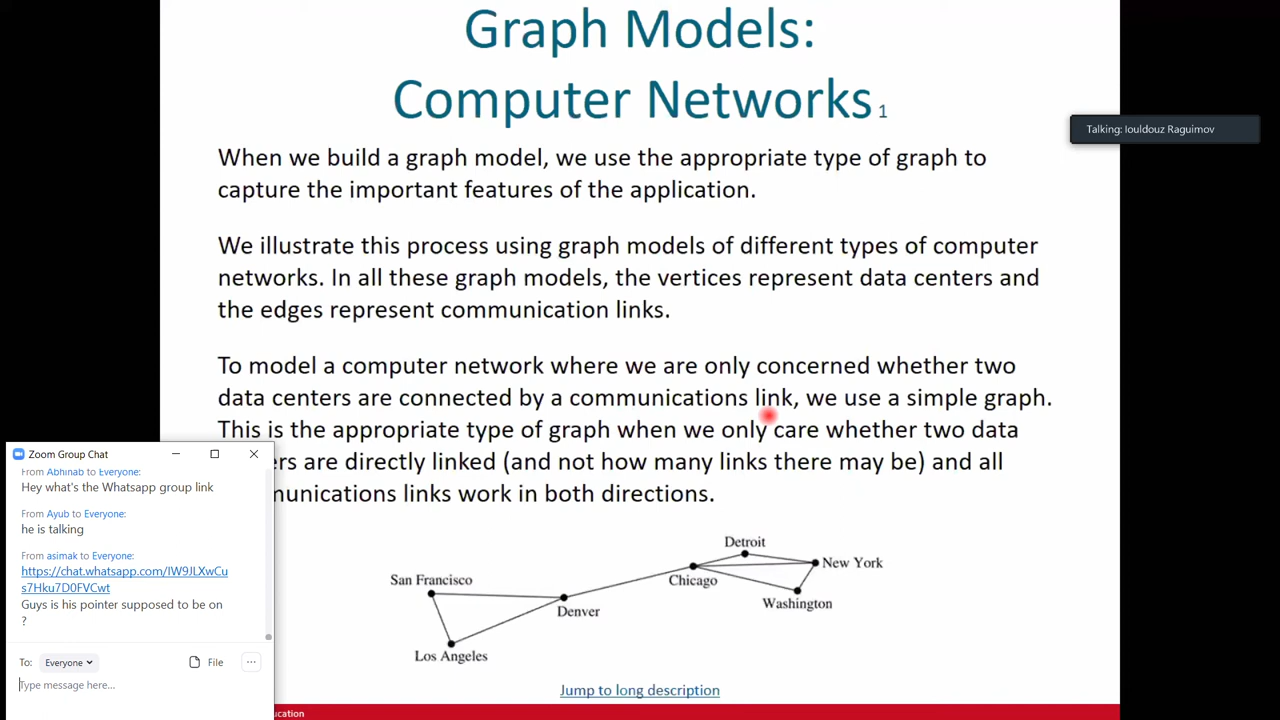 Graph Models:
Computer Networks 1
Talking: Iouldouz Raguimov
When we build a graph model, we use the appropriate type of graph to
capture the important features of the application.
We illustrate this process using graph models of different types of computer
networks. In all these graph models, the vertices represent data centers and
the edges represent communication links.
To model a computer network where we are only concerned whether two
data centers are connected by a communications link, we use a simple graph.
This is the appropriate type of graph when we only care whether two data
ers are directly linked (and not how many links there may be) and all
munications links work in both directions.
Detroit
New York
San Francisco
Chicago
Washington
Denver
Los Angeles
Jump to long description
ucation
Zoom Group Chat
From Abhinab to Everyone:
Hey what's the Whatsapp group link
From Ayub to Everyone:
he is talking
From asimak to Everyone:
https://chat.whatsapp.com/IW9JLXwCu
s7Hku7D0FVCwt
Guys is his pointer supposed to be on
?
To: Everyone File ...
Type message here...